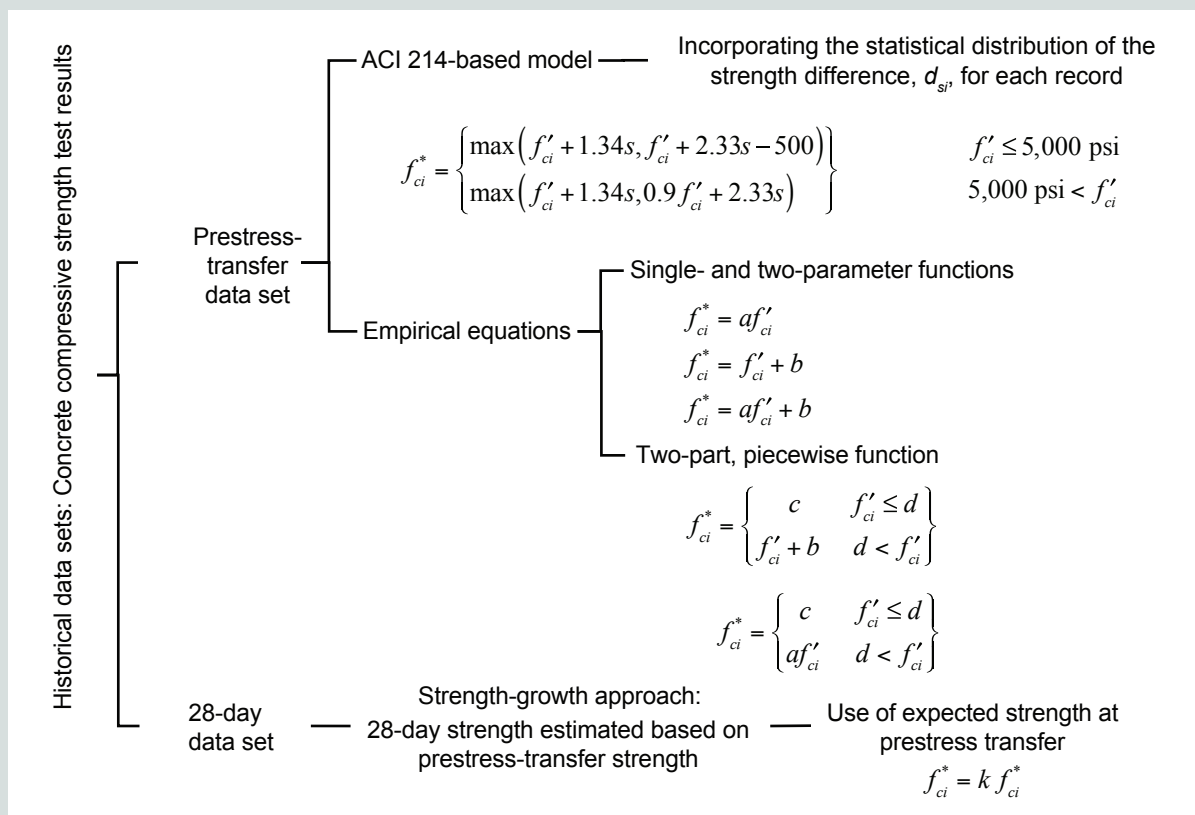 Historical data sets: Concrete compressive strength test results
Prestress-
transfer
data set
ACI 214-based model
Incorporating the statistical distribution of the
strength difference, d_si, for each record
f*_ci = { max(f′_ci + 1.34s, f′_ci + 2.33s − 500) } f′_ci ≤ 5,000 psi
{ max(f′_ci + 1.34s, 0.9 f′_ci + 2.33s) } 5,000 psi < f′_ci
Empirical equations
Single- and two-parameter functions
f*_ci = af′_ci
f*_ci = f′_ci + b
f*_ci = af′_ci + b
Two-part, piecewise function
f*_ci = { c f′_ci ≤ d }
{ f′_ci + b d < f′_ci }
f*_ci = { c f′_ci ≤ d }
{ af′_ci d < f′_ci }
28-day
data set
Strength-growth approach:
28-day strength estimated based on
prestress-transfer strength
Use of expected strength at
prestress transfer
f*_ci = k f*_ci